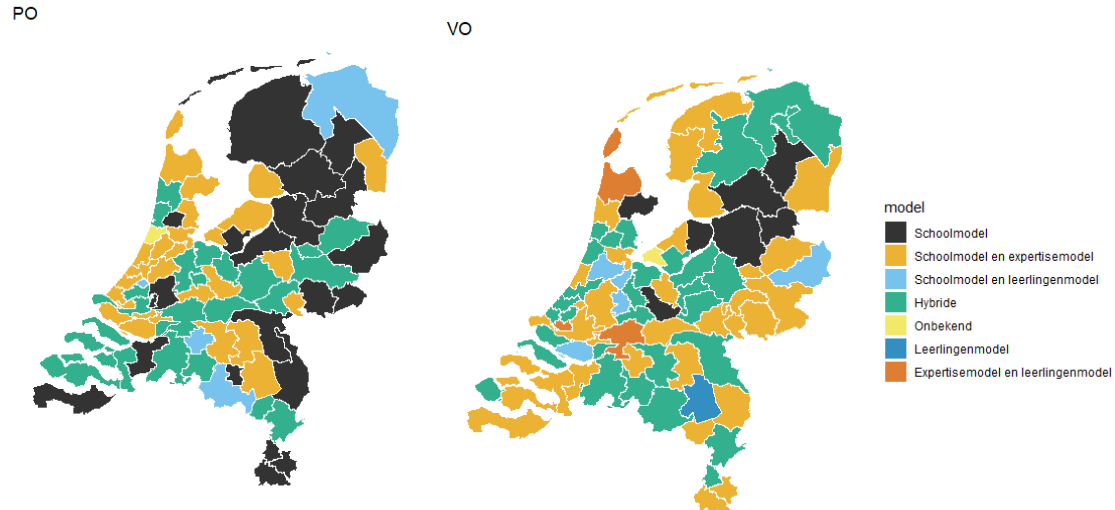 PO
VO
model
Schoolmodel
Schoolmodel en expertisemodel
Schoolmodel en leerlingenmodel
Hybride
Onbekend
Leerlingenmodel
Expertisemodel en leerlingenmodel